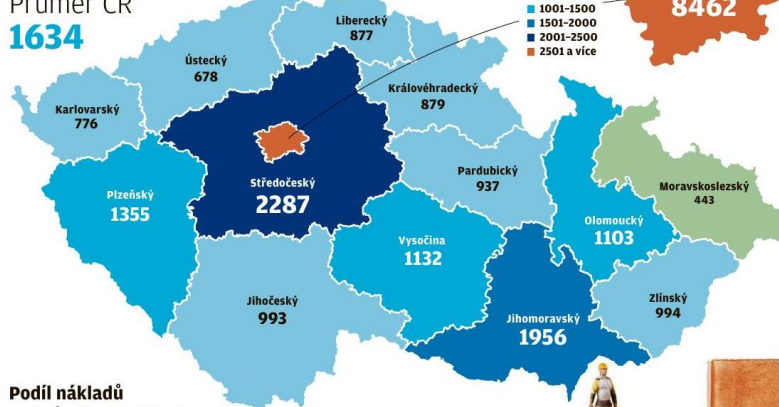 Průměr ČR
1634
1001–1500
1501–2000
2001–2500
2501 a více
8462
Liberecký
877
Ústecký
678
Karlovarský
776
Královéhradecký
879
Středočeský
2287
Pardubický
937
Moravskoslezský
443
Plzeňský
1355
Olomoucký
1103
Vysočina
1132
Jihočeský
993
Zlínský
994
Jihomoravský
1956
Podíl nákladů